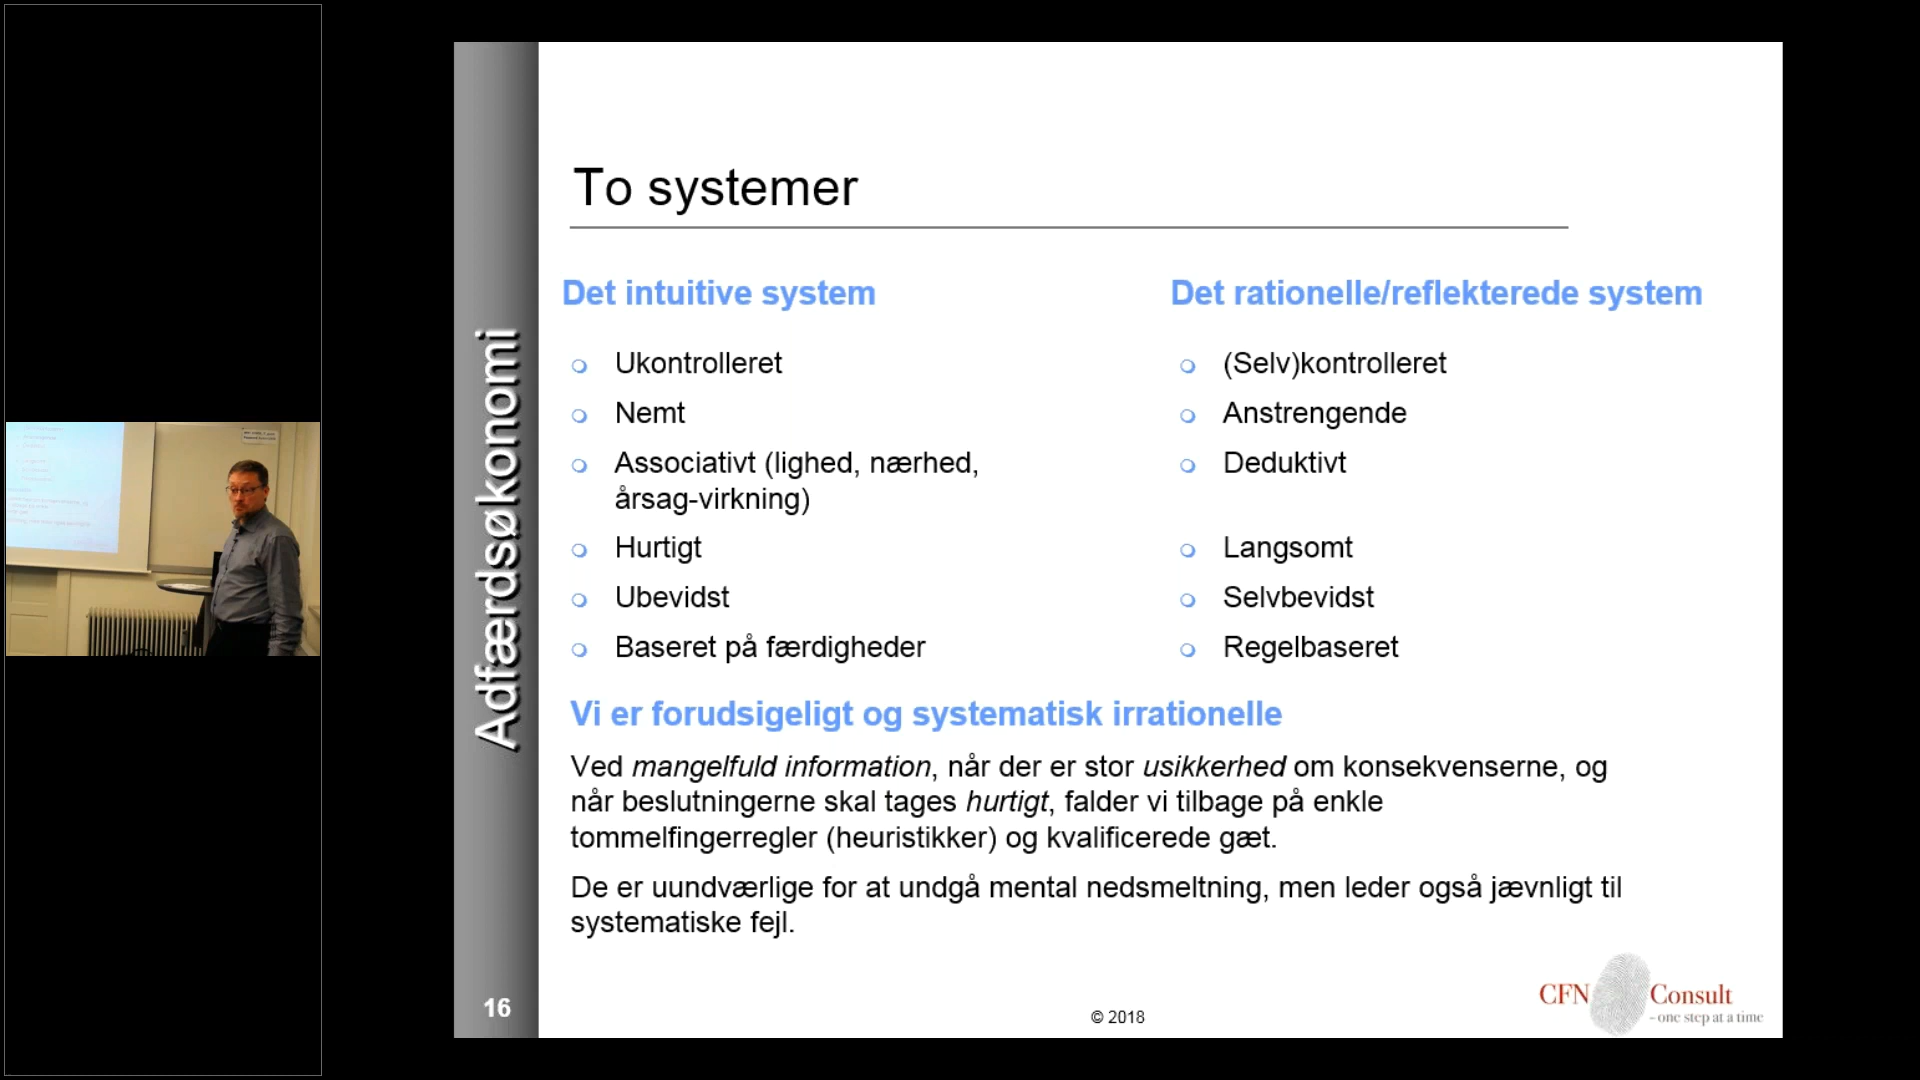 Adfærdsøkonomi
To systemer
Det intuitive system
Ukontrolleret
Nemt
Associativt (lighed, nærhed,
årsag-virkning)
Hurtigt
Ubevidst
Baseret på færdigheder
Det rationelle/reflekterede system
(Selv)kontrolleret
Anstrengende
Deduktivt
Langsomt
Selvbevidst
Regelbaseret
Vi er forudsigeligt og systematisk irrationelle
Ved mangelfuld information, når der er stor usikkerhed om konsekvenserne, og
når beslutningerne skal tages hurtigt, falder vi tilbage på enkle
tommelfingerregler (heuristikker) og kvalificerede gæt.
De er uundværlige for at undgå mental nedsmeltning, men leder også jævnligt til
systematiske fejl.
16
© 2018
CFN Consult
- one step at a time